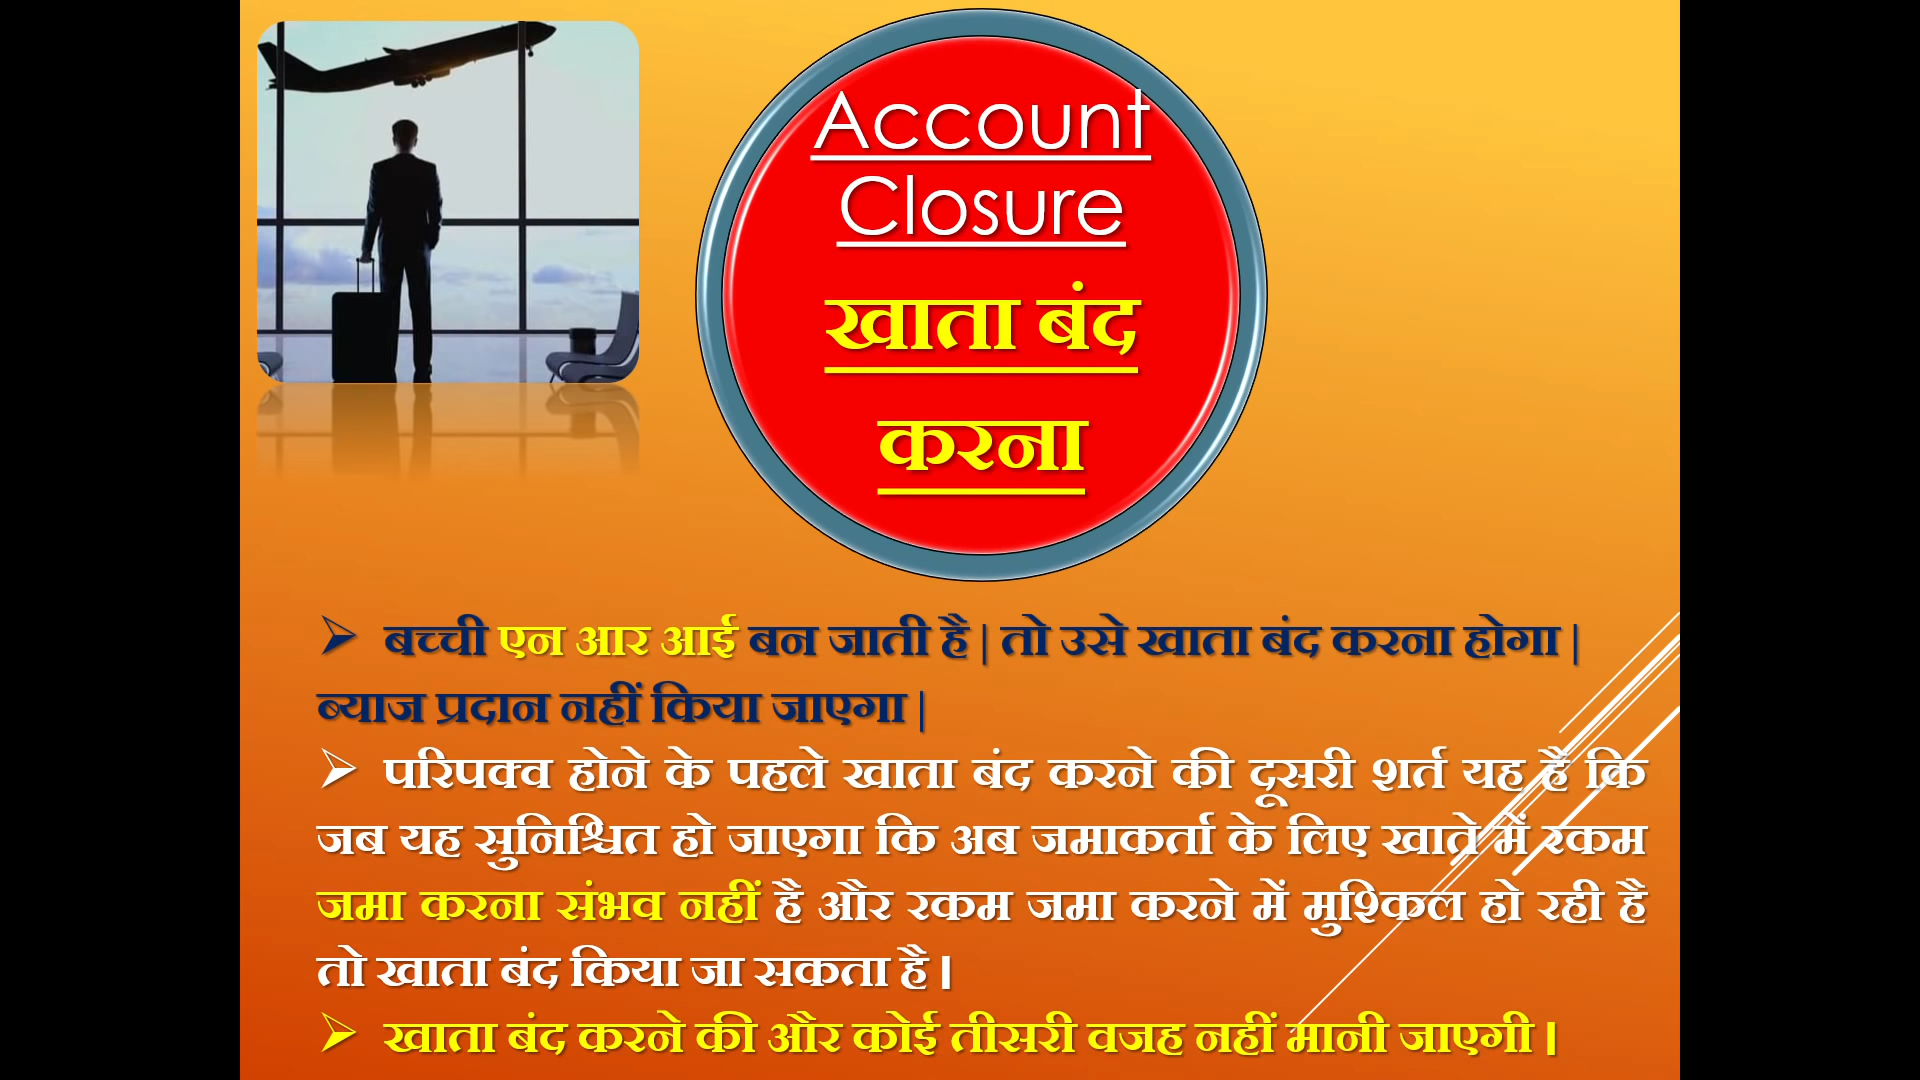 Account
Closure
खाता बंद
करना
➢ बच्ची एन आर आई बन जाती है | तो उसे खाता बंद करना होगा |
ब्याज प्रदान नहीं किया जाएगा |
➢ परिपक्व होने के पहले खाता बंद करने की दूसरी शर्त यह है कि
जब यह सुनिश्चित हो जाएगा कि अब जमाकर्ता के लिए खाते में रकम
जमा करना संभव नहीं है और रकम जमा करने में मुश्किल हो रही है
तो खाता बंद किया जा सकता है।
➢ खाता बंद करने की और कोई तीसरी वजह नहीं मानी जाएगी।